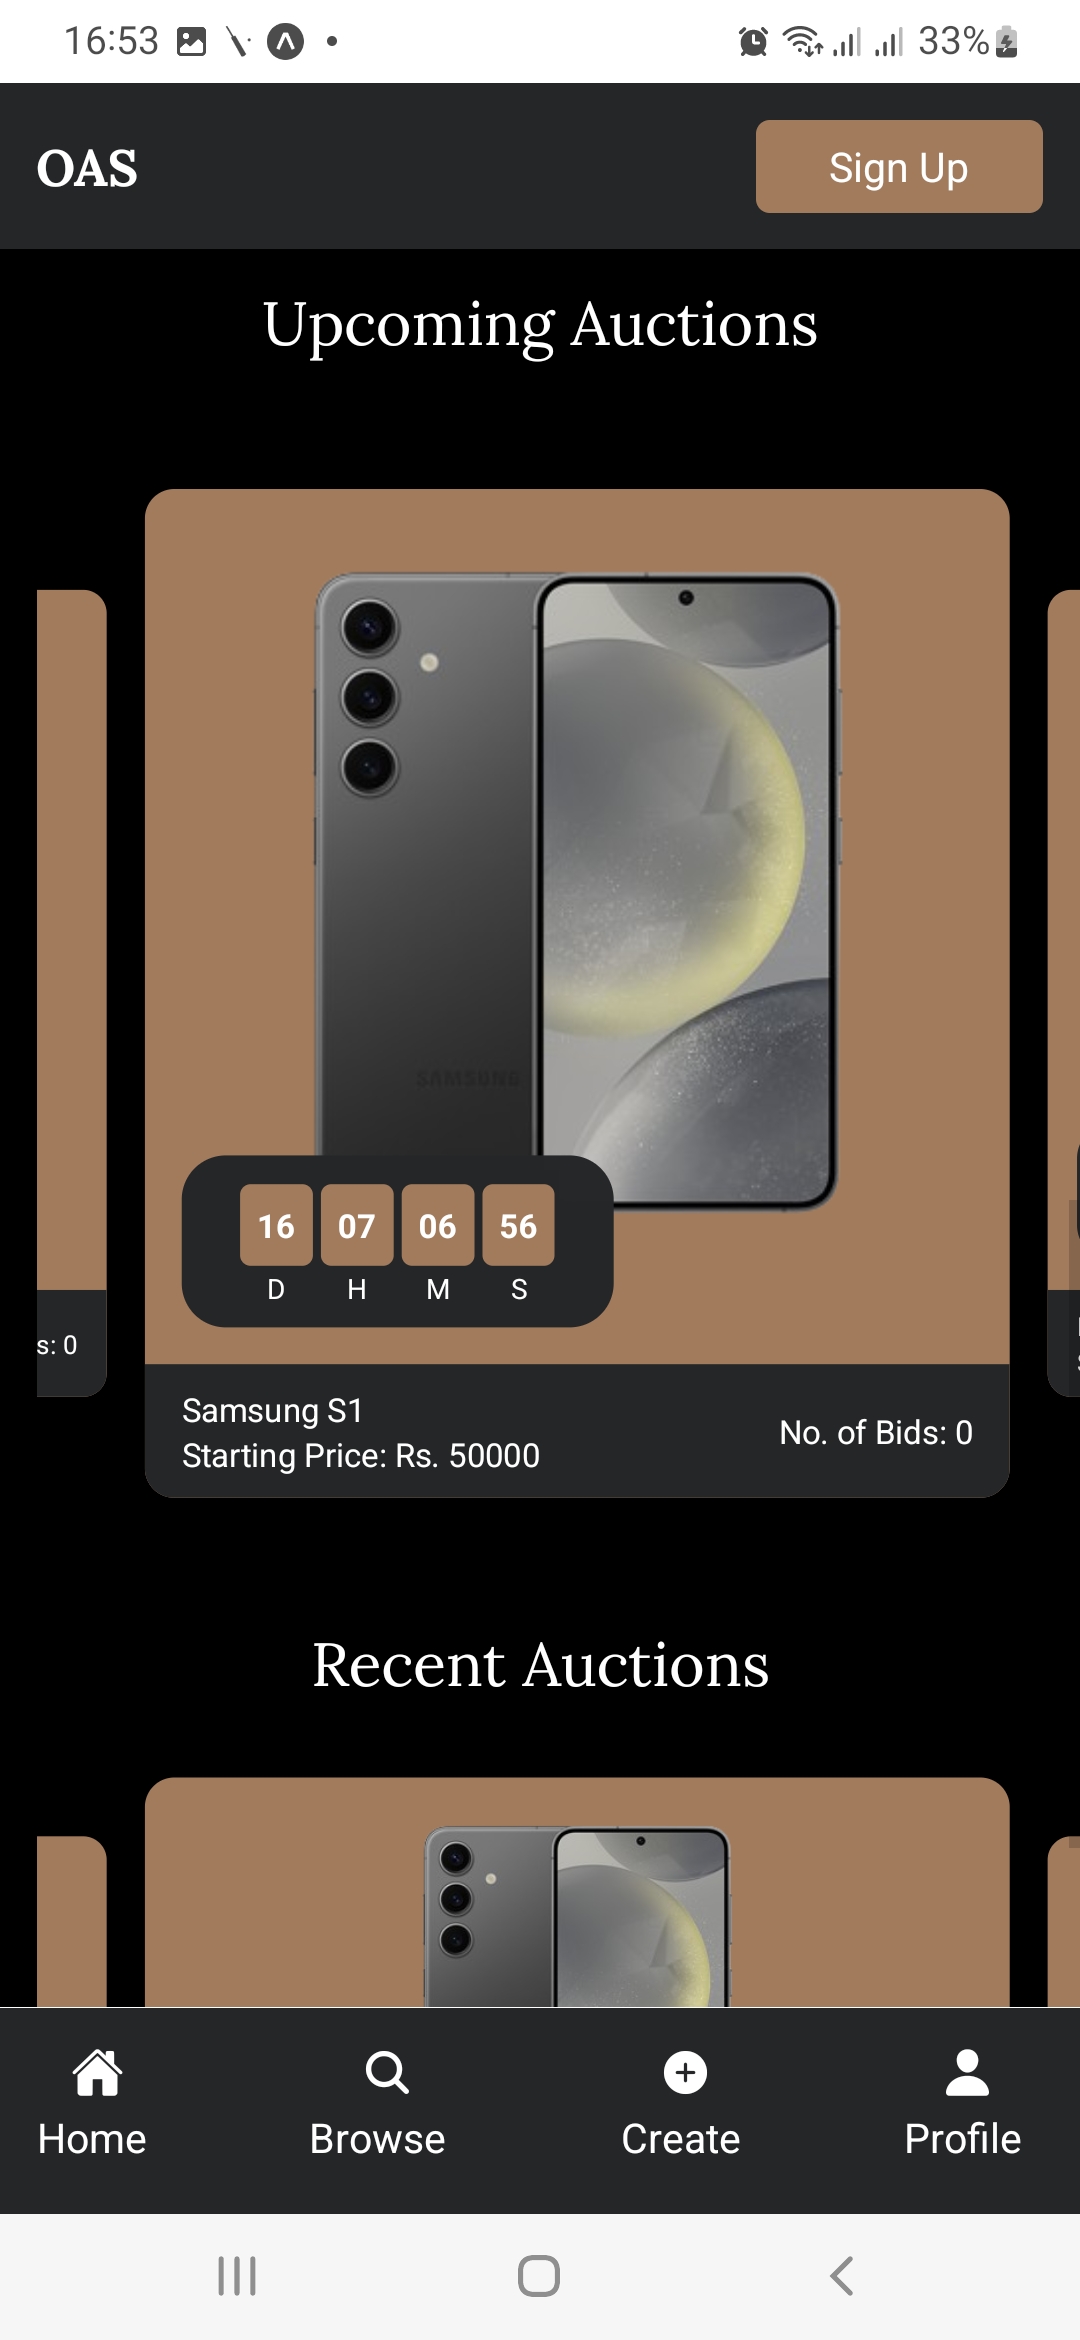 16:53
33%
OAS
Sign Up
Upcoming Auctions
SAMSUNG
16 07 06 56
D H M S
s: 0
Samsung S1
Starting Price: Rs. 50000
No. of Bids: 0
Recent Auctions
Home
Browse
Create
Profile